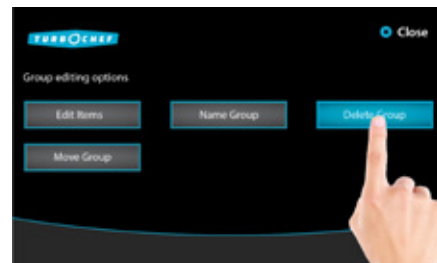 TURBOCHEF
Close
Group editing options
Edit Items
Name Group
Delete Group
Move Group